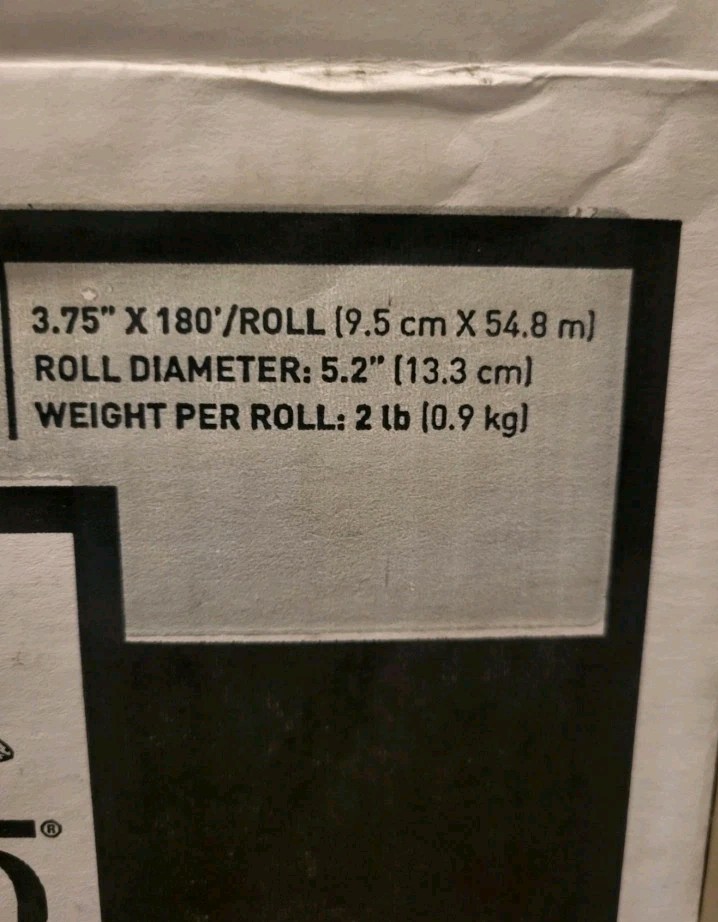 3.75" X 180'/ROLL (9.5 cm X 54.8 m)
ROLL DIAMETER: 5.2" (13.3 cm)
WEIGHT PER ROLL: 2 lb (0.9 kg)
®